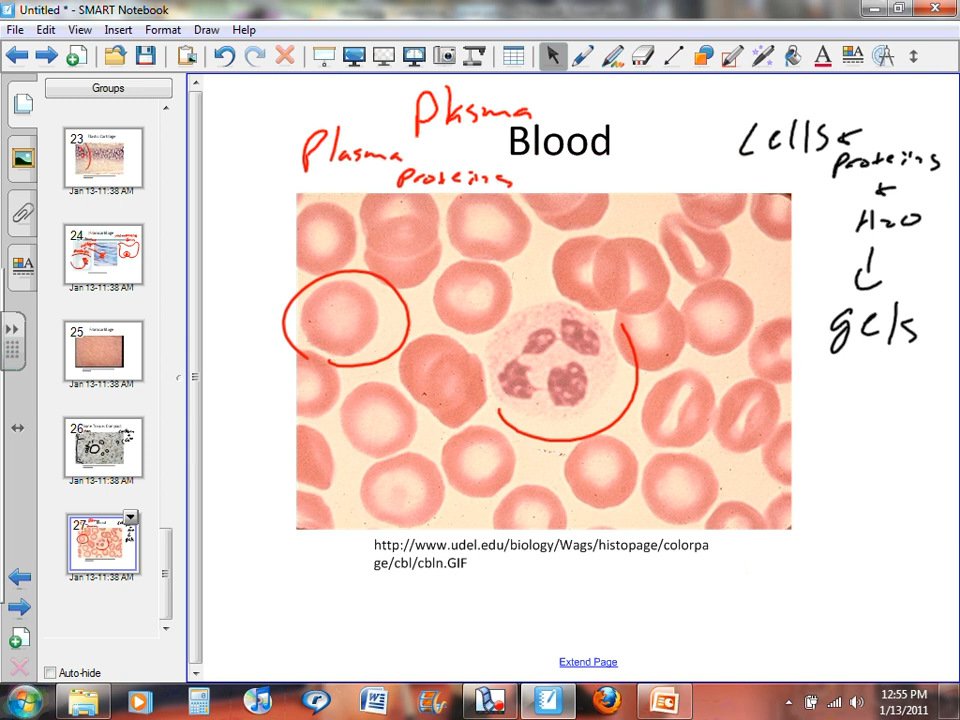 Untitled * - SMART Notebook
File Edit View Insert Format Draw Help
Groups
23
Jan 13-11:38 AM
24
Jan 13-11:38 AM
25
Jan 13-11:38 AM
26
Jan 13-11:38 AM
27
Jan 13-11:38 AM
Auto-hide
Plasma
Blood
Plasma
proteins
Cells
proteins
H2O
gels
http://www.udel.edu/biology/Wags/histopage/colorpa
ge/cbl/cbln.GIF
Extend Page
12:55 PM
1/13/2011